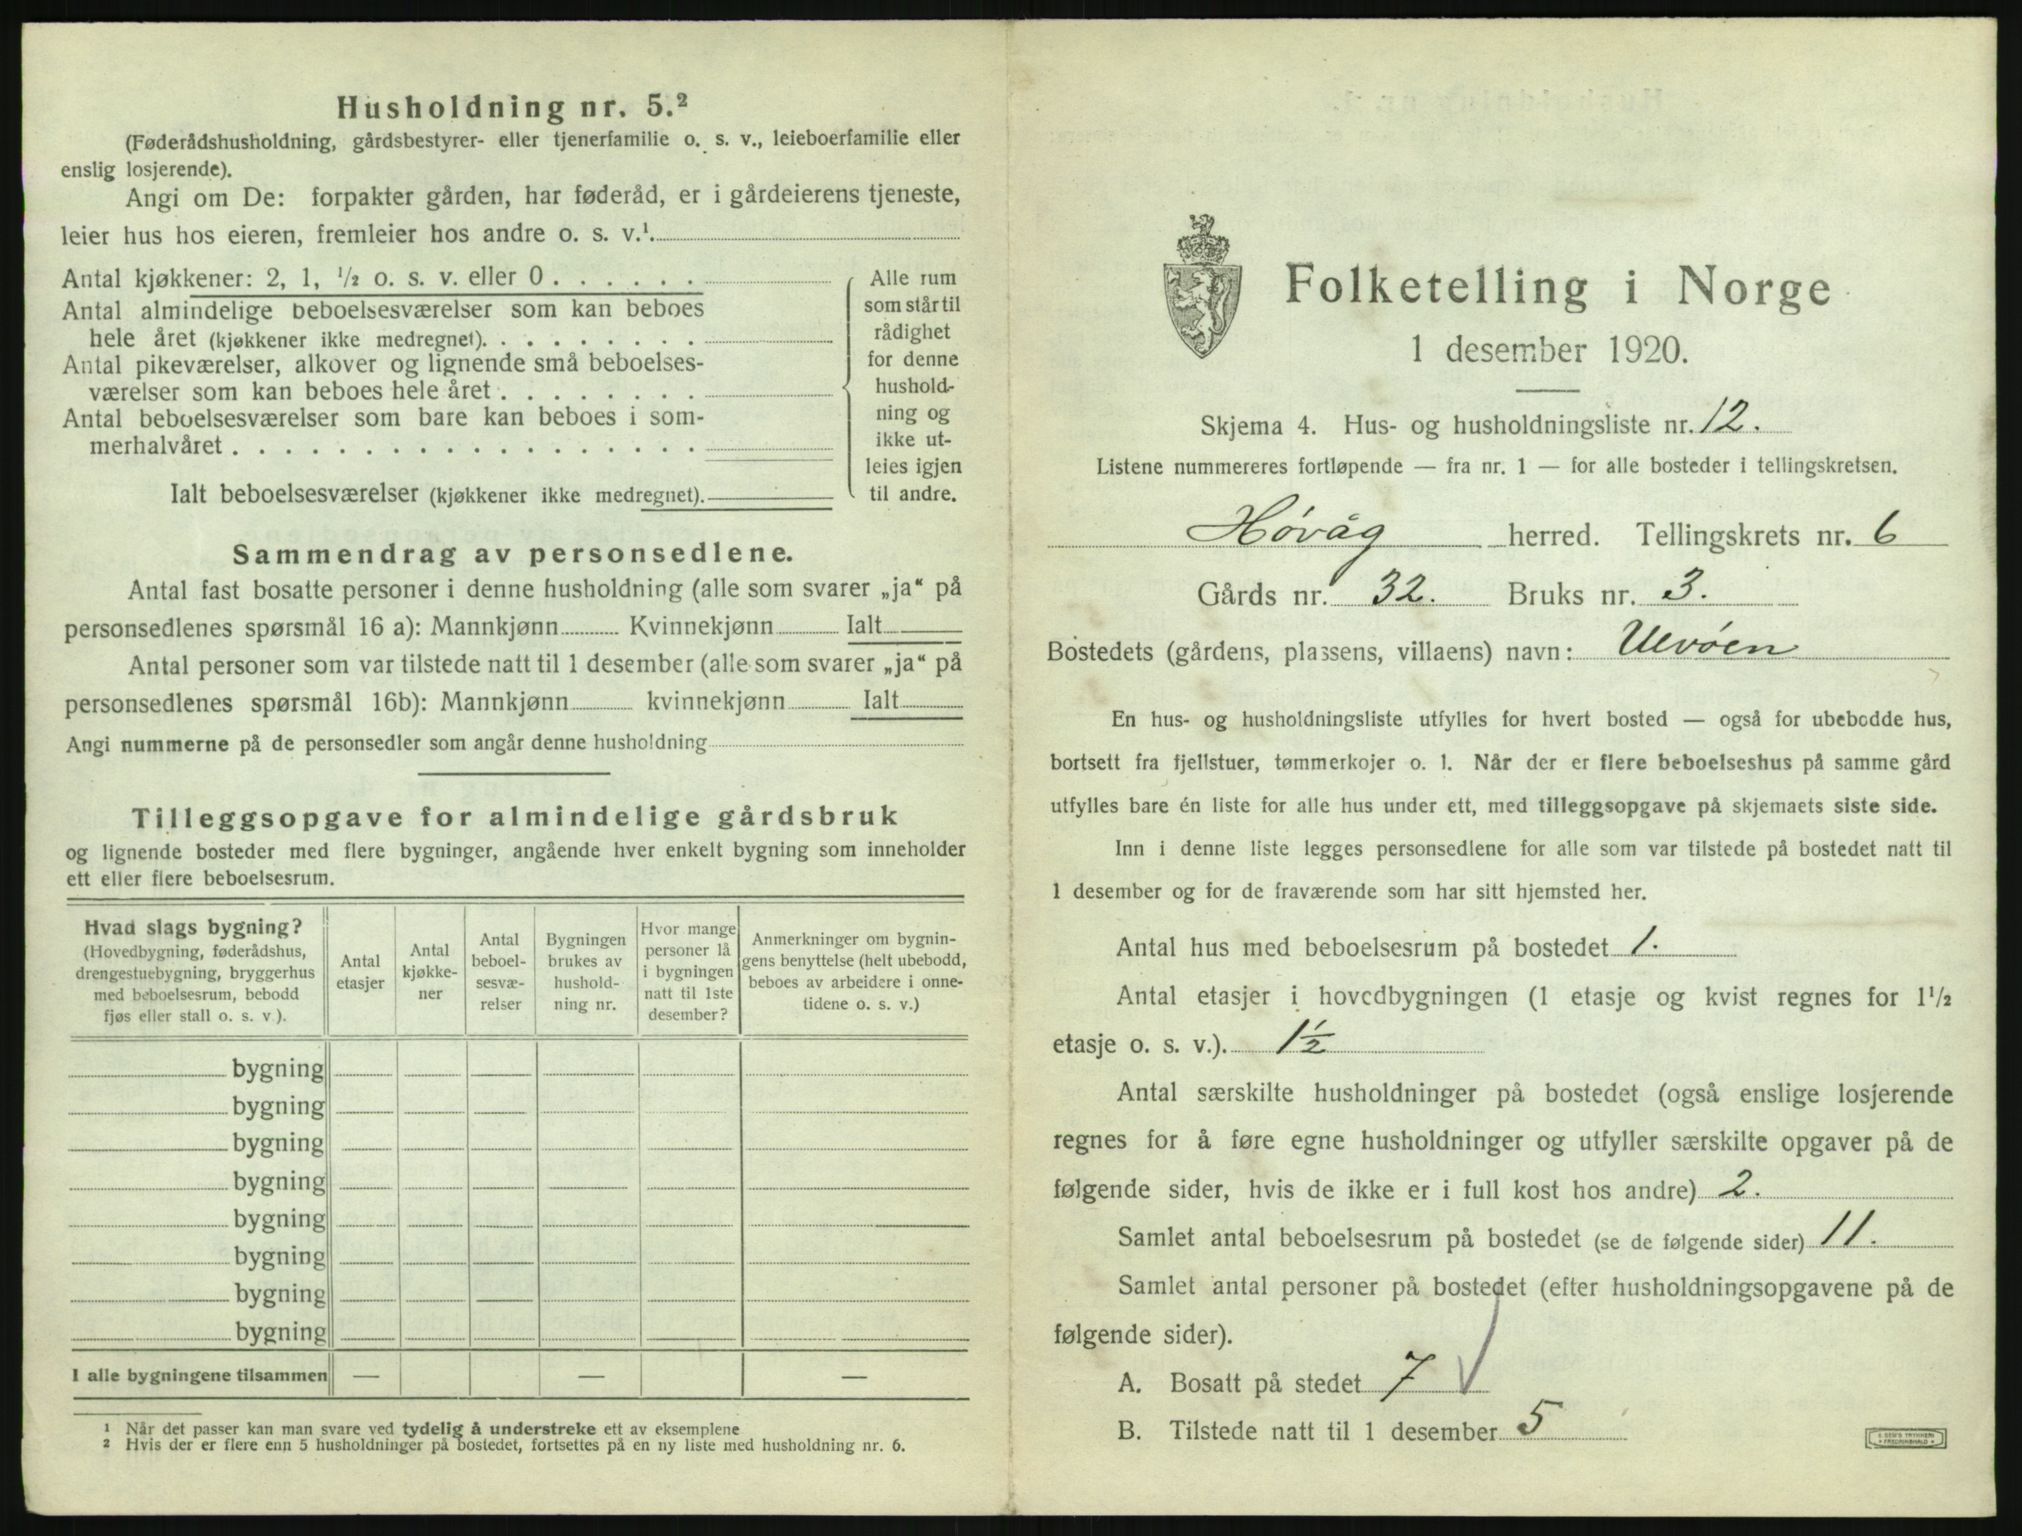 Husholdning nr. 5.²
(Føderådshusholdning, gårdsbestyrer- eller tjenerfamilie o. s. v., leieboerfamilie eller
enslig losjerende).
Angi om De: forpakter gården, har føderåd, er i gårdeierens tjeneste,
leier hus hos eieren, fremleier hos andre o. s. v.¹.
Antal kjøkkener: 2, 1, ½ o. s. v. eller 0 . . . . . .
Antal almindelige beboelsesværelser som kan beboes
hele året (kjøkkener ikke medregnet). . . . . . . . .
Antal pikeværelser, alkover og lignende små beboelses-
værelser som kan beboes hele året . . . . . . . .
Antal beboelsesværelser som bare kan beboes i som-
merhalvåret . . . . . . . . . . . . . . . . . .
Ialt beboelsesværelser (kjøkkener ikke medregnet).
Alle rum
som står til
rådighet
for denne
hushold-
ning og
ikke ut-
leies igjen
til andre.
Sammendrag av personsedlene.
Antal fast bosatte personer i denne husholdning (alle som svarer „ja“ på
personsedlenes spørsmål 16 a): Mannkjønn Kvinnekjønn Ialt
Antal personer som var tilstede natt til 1 desember (alle som svarer „ja“ på
personsedlenes spørsmål 16b): Mannkjønn kvinnekjønn Ialt
Angi nummerne på de personsedler som angår denne husholdning
Tilleggsopgave for almindelige gårdsbruk
og lignende bosteder med flere bygninger, angående hver enkelt bygning som inneholder
ett eller flere beboelsesrum.
Hvad slags bygning?
(Hovedbygning, føderådshus,
drengestuebygning, bryggerhus
med beboelsesrum, bebodd
fjøs eller stall o. s. v.).
Antal
etasjer
Antal
kjøkke-
ner
Antal
beboel-
sesvæ-
relser
Bygningen
brukes av
hushold-
ning nr.
Hvor mange
personer lå
i bygningen
natt til 1ste
desember?
Anmerkninger om bygnin-
gens benyttelse (helt ubebodd,
beboes av arbeidere i onne-
tidene o. s. v.)
bygning
bygning
bygning
bygning
bygning
bygning
bygning
bygning
I alle bygningene tilsammen — — —
¹ Når det passer kan man svare ved tydelig å understreke ett av eksemplene
² Hvis der er flere enn 5 husholdninger på bostedet, fortsettes på en ny liste med husholdning nr. 6.
Folketelling i Norge
1 desember 1920.
Skjema 4. Hus- og husholdningsliste nr. 12.
Listene nummereres fortløpende — fra nr. 1 — for alle bosteder i tellingskretsen.
Høvåg herred. Tellingskrets nr. 6
Gårds nr. 32. Bruks nr. 3.
Bostedets (gårdens, plassens, villaens) navn: Ulvøen
En hus- og husholdningsliste utfylles for hvert bosted — også for ubebodde hus,
bortsett fra fjellstuer, tømmerkojer o. l. Når der er flere beboelseshus på samme gård
utfylles bare én liste for alle hus under ett, med tilleggsopgave på skjemaets siste side.
Inn i denne liste legges personsedlene for alle som var tilstede på bostedet natt til
1 desember og for de fraværende som har sitt hjemsted her.
Antal hus med beboelsesrum på bostedet 1.
Antal etasjer i hovedbygningen (1 etasje og kvist regnes for 1½
etasje o. s. v.). 1½
Antal særskilte husholdninger på bostedet (også enslige losjerende
regnes for å føre egne husholdninger og utfyller særskilte opgaver på de
følgende sider, hvis de ikke er i full kost hos andre) 2.
Samlet antal beboelsesrum på bostedet (se de følgende sider) 11.
Samlet antal personer på bostedet (efter husholdningsopgavene på de
følgende sider).
A. Bosatt på stedet 7
B. Tilstede natt til 1 desember 5